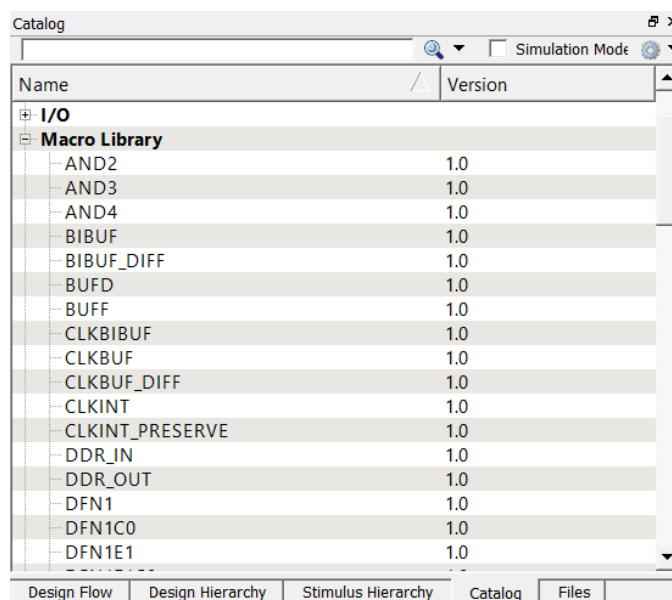 Catalog
Simulation Mode
Name Version
I/O
Macro Library
AND2 1.0
AND3 1.0
AND4 1.0
BIBUF 1.0
BIBUF_DIFF 1.0
BUFD 1.0
BUFF 1.0
CLKBIBUF 1.0
CLKBUF 1.0
CLKBUF_DIFF 1.0
CLKINT 1.0
CLKINT_PRESERVE 1.0
DDR_IN 1.0
DDR_OUT 1.0
DFN1 1.0
DFN1C0 1.0
DFN1E1 1.0
Design Flow Design Hierarchy Stimulus Hierarchy Catalog Files